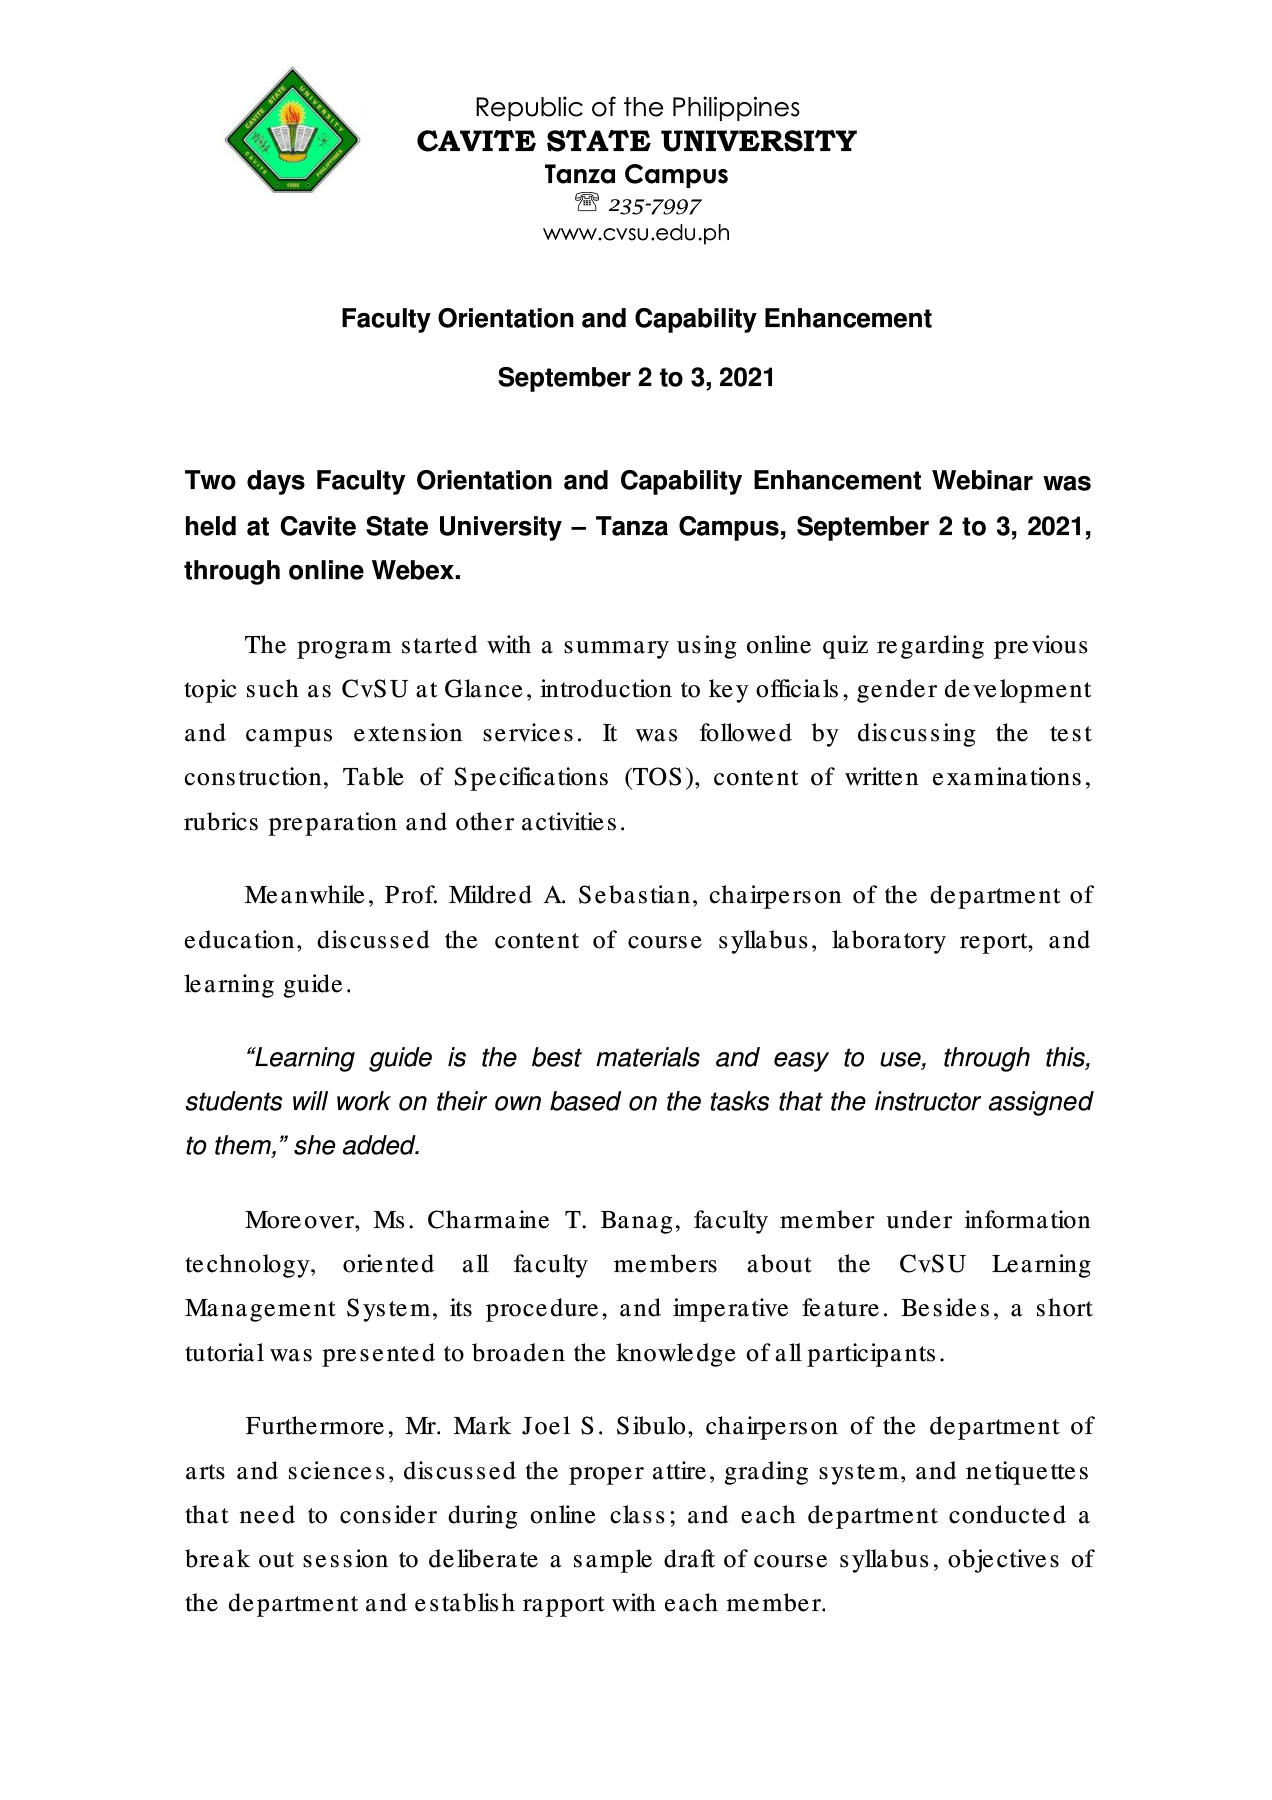 CAVITE STATE UNIVERSITY
CAVITE PHILIPPINES
1906
Republic of the Philippines
CAVITE STATE UNIVERSITY
Tanza Campus
☏ 235-7997
www.cvsu.edu.ph
Faculty Orientation and Capability Enhancement
September 2 to 3, 2021
Two days Faculty Orientation and Capability Enhancement Webinar was
held at Cavite State University – Tanza Campus, September 2 to 3, 2021,
through online Webex.
The program started with a summary using online quiz regarding previous
topic such as CvSU at Glance, introduction to key officials, gender development
and campus extension services. It was followed by discussing the test
construction, Table of Specifications (TOS), content of written examinations,
rubrics preparation and other activities.
Meanwhile, Prof. Mildred A. Sebastian, chairperson of the department of
education, discussed the content of course syllabus, laboratory report, and
learning guide.
“Learning guide is the best materials and easy to use, through this,
students will work on their own based on the tasks that the instructor assigned
to them,” she added.
Moreover, Ms. Charmaine T. Banag, faculty member under information
technology, oriented all faculty members about the CvSU Learning
Management System, its procedure, and imperative feature. Besides, a short
tutorial was presented to broaden the knowledge of all participants.
Furthermore, Mr. Mark Joel S. Sibulo, chairperson of the department of
arts and sciences, discussed the proper attire, grading system, and netiquettes
that need to consider during online class; and each department conducted a
break out session to deliberate a sample draft of course syllabus, objectives of
the department and establish rapport with each member.